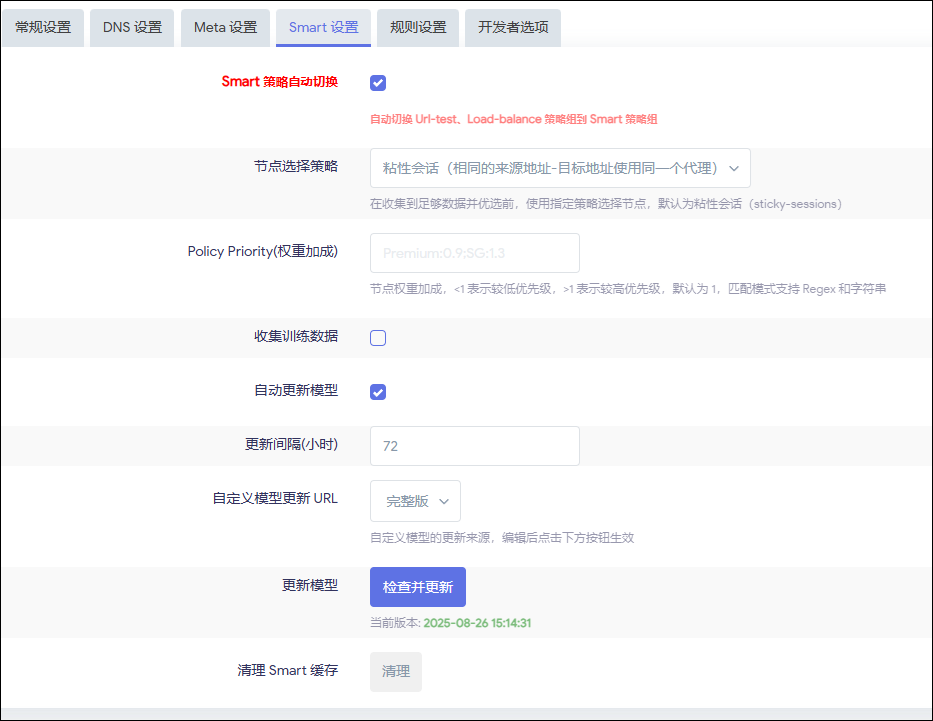 常规设置 DNS 设置 Meta 设置 Smart 设置 规则设置 开发者选项
Smart 策略自动切换
自动切换 Url-test、Load-balance 策略组到 Smart 策略组
节点选择策略 粘性会话（相同的来源地址-目标地址使用同一个代理）
在收集到足够数据并优选前，使用指定策略选择节点，默认为粘性会话（sticky-sessions）
Policy Priority(权重加成) Premium:0.9;SG:1.3
节点权重加成，<1 表示较低优先级，>1 表示较高优先级，默认为 1，匹配模式支持 Regex 和字符串
收集训练数据
自动更新模型
更新间隔(小时) 72
自定义模型更新 URL 完整版
自定义模型的更新来源，编辑后点击下方按钮生效
更新模型 检查并更新
当前版本: 2025-08-26 15:14:31
清理 Smart 缓存 清理